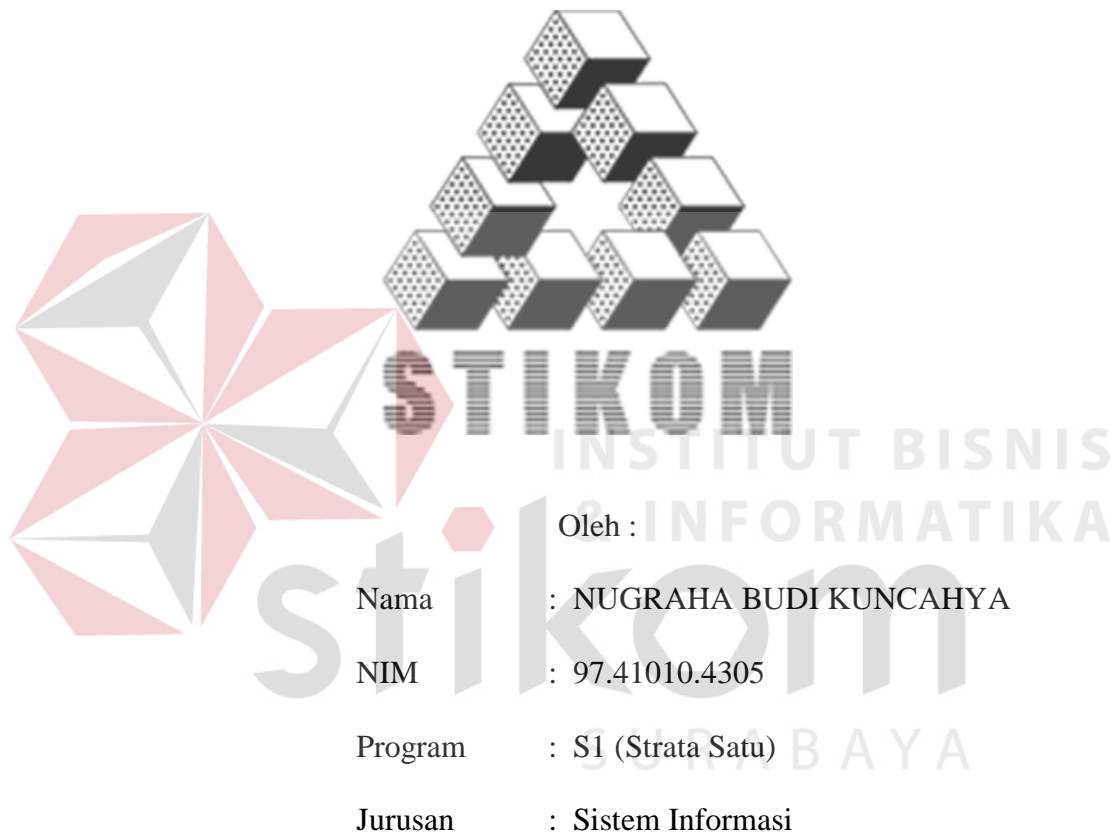 STIKOM
INSTITUT BISNIS
& INFORMATIKA
stikom
SURABAYA
Oleh :
Nama : NUGRAHA BUDI KUNCAHYA
NIM : 97.41010.4305
Program : S1 (Strata Satu)
Jurusan : Sistem Informasi